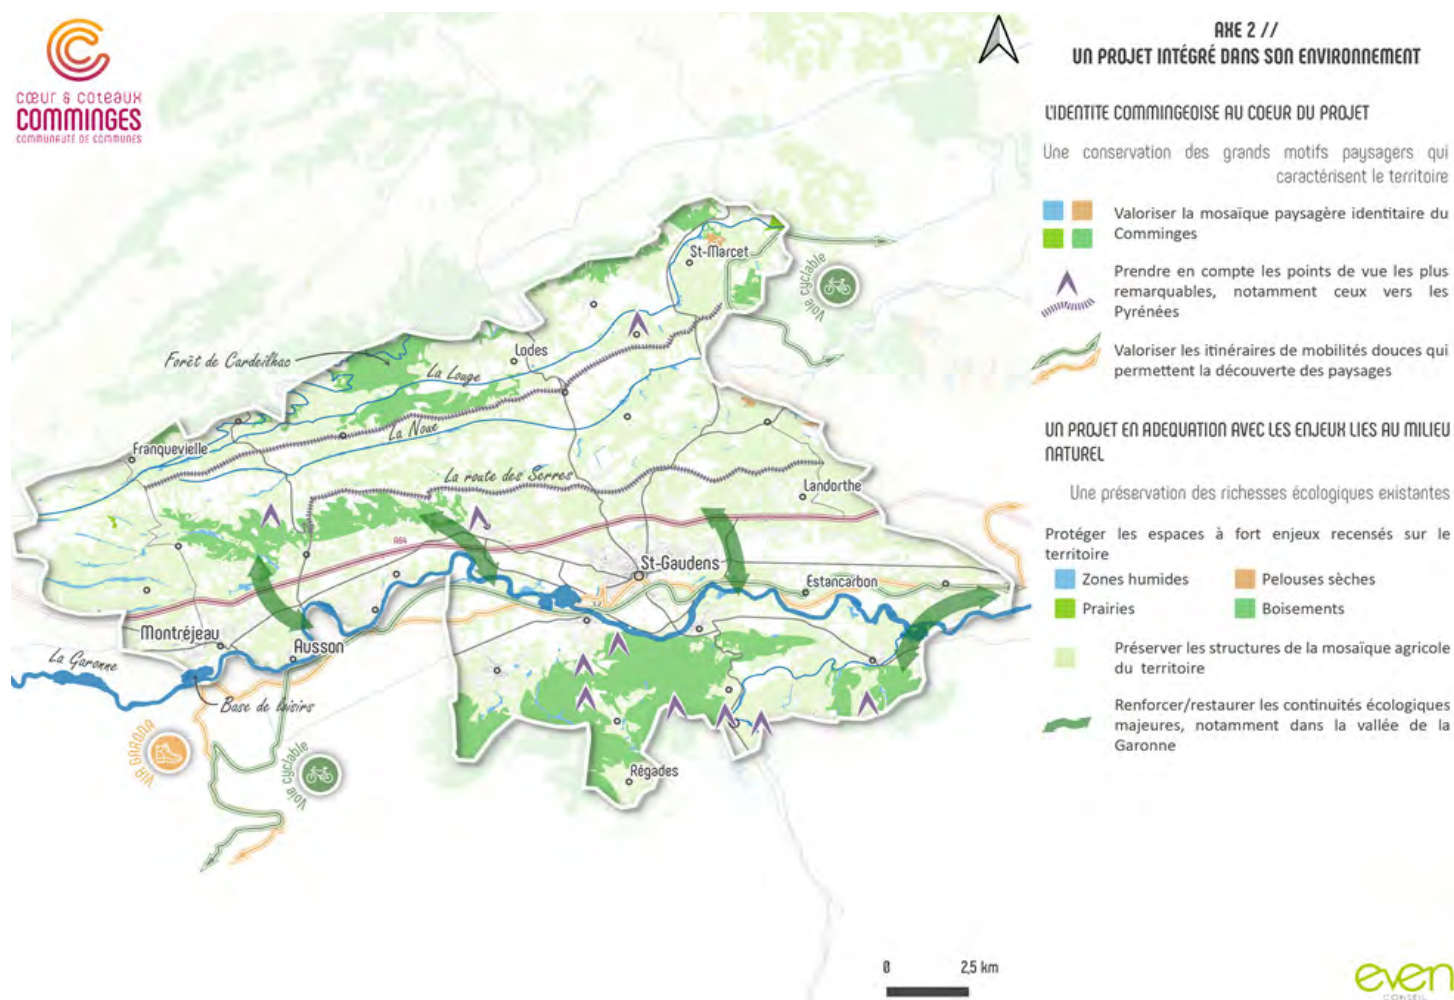 cœur & coteaux
COMMINGES
COMMUNAUTÉ DE COMMUNES
St-Marcet
Voie cyclable
Forêt de Cardeilhac
Lodes
La Louge
La Noue
Franquevielle
La route des Serres
Landorthe
A64
St-Gaudens
Estancarbon
Montréjeau
Ausson
La Garonne
Base de loisirs
VIA GARONA
Voie cyclable
Régades
0 2,5 km
AXE 2 //
UN PROJET INTÉGRÉ DANS SON ENVIRONNEMENT
L'IDENTITE COMMINGEOISE AU COEUR DU PROJET
Une conservation des grands motifs paysagers qui
caractérisent le territoire
Valoriser la mosaïque paysagère identitaire du
Comminges
Prendre en compte les points de vue les plus
remarquables, notamment ceux vers les
Pyrénées
Valoriser les itinéraires de mobilités douces qui
permettent la découverte des paysages
UN PROJET EN ADEQUATION AVEC LES ENJEUX LIES AU MILIEU
NATUREL
Une préservation des richesses écologiques existantes
Protéger les espaces à fort enjeux recensés sur le
territoire
Zones humides
Pelouses sèches
Prairies
Boisements
Préserver les structures de la mosaïque agricole
du territoire
Renforcer/restaurer les continuités écologiques
majeures, notamment dans la vallée de la
Garonne
even
CONSEIL